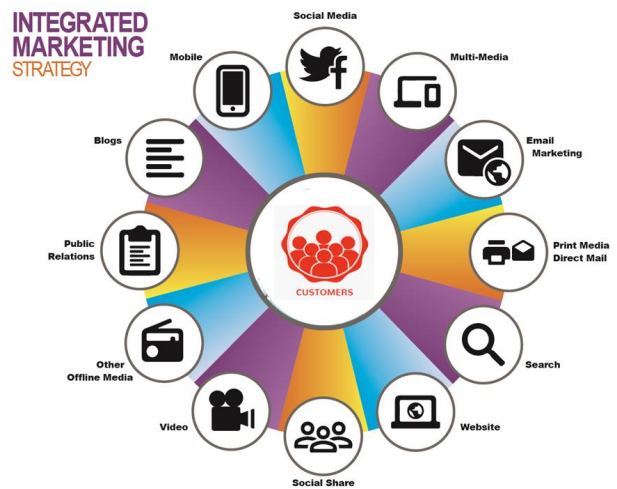 INTEGRATED
MARKETING
STRATEGY
Social Media
Mobile
Multi-Media
Blogs
Email
Marketing
Public
Relations
Print Media
Direct Mail
CUSTOMERS
Other
Offline Media
Search
Video
Website
Social Share